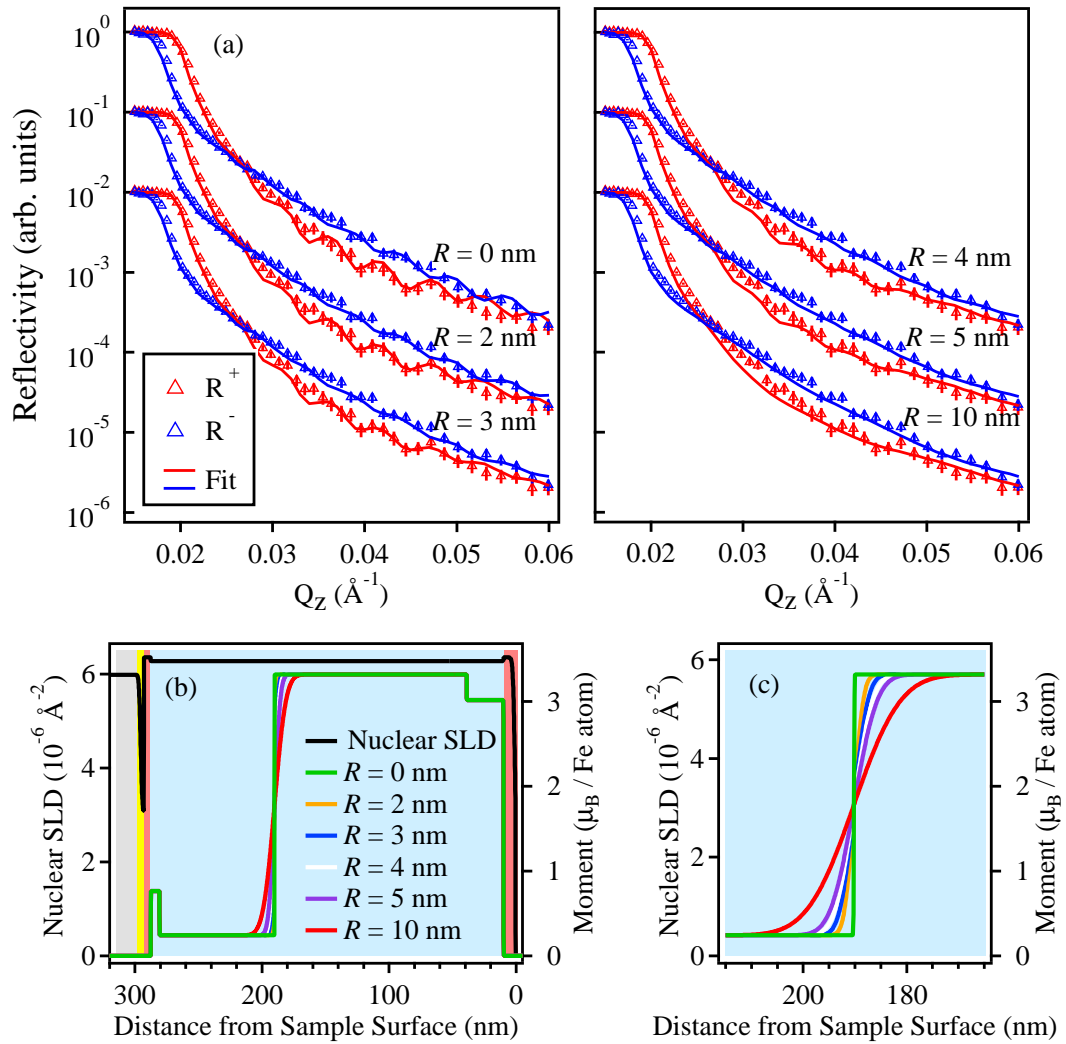 (a)
Reflectivity (arb. units)
10^0
10^-1
10^-2
10^-3
10^-4
10^-5
10^-6
R = 0 nm
R = 2 nm
R = 3 nm
R^+
R^-
Fit
0.02 0.03 0.04 0.05 0.06
Q_Z (Å^-1)
R = 4 nm
R = 5 nm
R = 10 nm
0.02 0.03 0.04 0.05 0.06
Q_Z (Å^-1)
(b)
Nuclear SLD (10^-6 Å^-2)
6
4
2
0
Nuclear SLD
R = 0 nm
R = 2 nm
R = 3 nm
R = 4 nm
R = 5 nm
R = 10 nm
3
2
1
0
Moment (μ_B / Fe atom)
300 200 100 0
Distance from Sample Surface (nm)
(c)
Nuclear SLD (10^-6 Å^-2)
6
4
2
0
3
2
1
0
Moment (μ_B / Fe atom)
200 180
Distance from Sample Surface (nm)